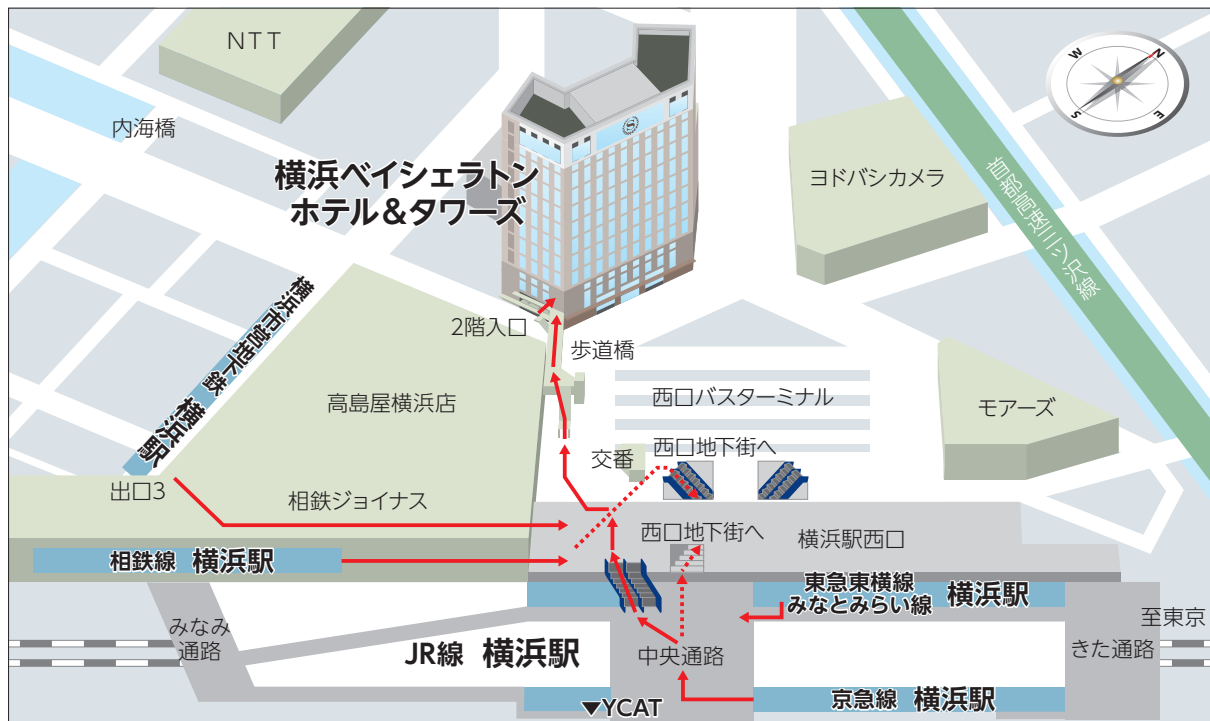 NTT
内海橋
横浜ベイシェラトン
ホテル&タワーズ
ヨドバシカメラ
首都高速三ツ沢線
N
W
S
E
S
横浜市営地下鉄 横浜駅
2階入口
歩道橋
高島屋横浜店
西口バスターミナル
モアーズ
交番
西口地下街へ
出口3
相鉄ジョイナス
西口地下街へ
横浜駅西口
相鉄線 横浜駅
東急東横線
みなとみらい線 横浜駅
みなみ
通路
JR線 横浜駅
中央通路
至東京
きた通路
京急線 横浜駅
▼YCAT